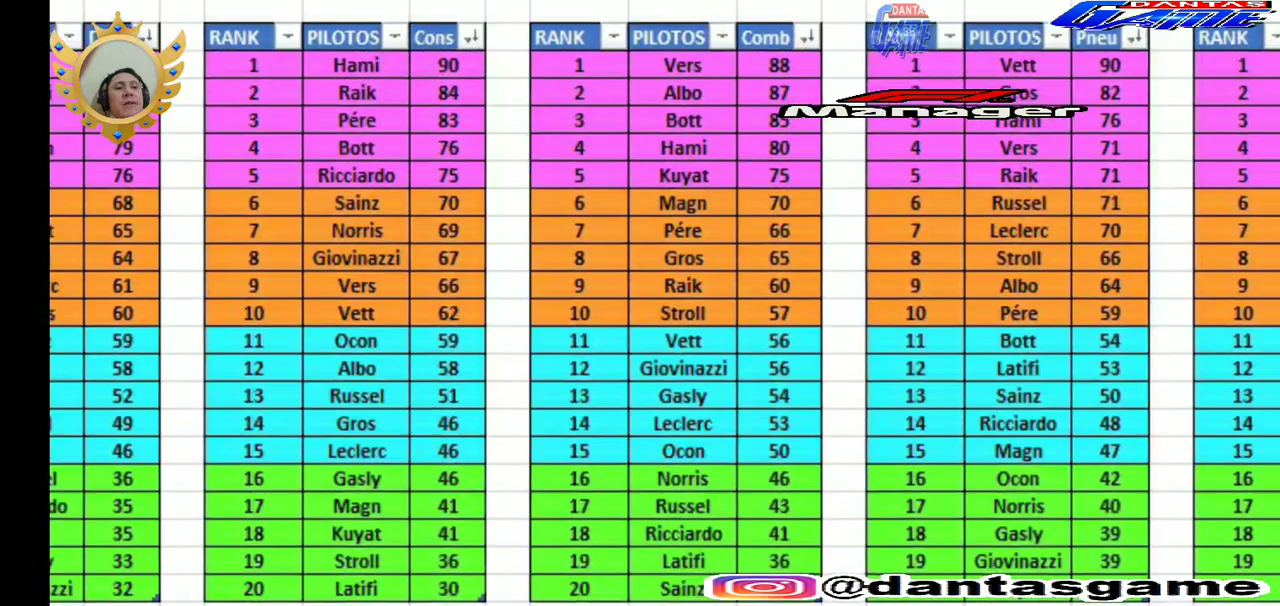 DANTAS
GAME
RANK PILOTOS Cons RANK PILOTOS Comb PILOTOS Pneu RANK
1 Hami 90 1 Vers 88 1 Vett 90 1
2 Raik 84 2 Albo 87 Gros 82 2
Manager
3 Pére 83 3 Bott 85 3 Hami 76 3
79 4 Bott 76 4 Hami 80 4 Vers 71 4
76 5 Ricciardo 75 5 Kuyat 75 5 Raik 71 5
68 6 Sainz 70 6 Magn 70 6 Russel 71 6
65 7 Norris 69 7 Pére 66 7 Leclerc 70 7
64 8 Giovinazzi 67 8 Gros 65 8 Stroll 66 8
61 9 Vers 66 9 Raik 60 9 Albo 64 9
60 10 Vett 62 10 Stroll 57 10 Pére 59 10
59 11 Ocon 59 11 Vett 56 11 Bott 54 11
58 12 Albo 58 12 Giovinazzi 56 12 Latifi 53 12
52 13 Russel 51 13 Gasly 54 13 Sainz 50 13
49 14 Gros 46 14 Leclerc 53 14 Ricciardo 48 14
46 15 Leclerc 46 15 Ocon 50 15 Magn 47 15
36 16 Gasly 46 16 Norris 46 16 Ocon 42 16
do 35 17 Magn 41 17 Russel 43 17 Norris 40 17
34 18 Kuyat 41 18 Ricciardo 41 18 Gasly 39 18
33 19 Stroll 36 19 Latifi 36 19 Giovinazzi 39 19
zzi 32 20 Latifi 30 20 Sainz
@dantasgame